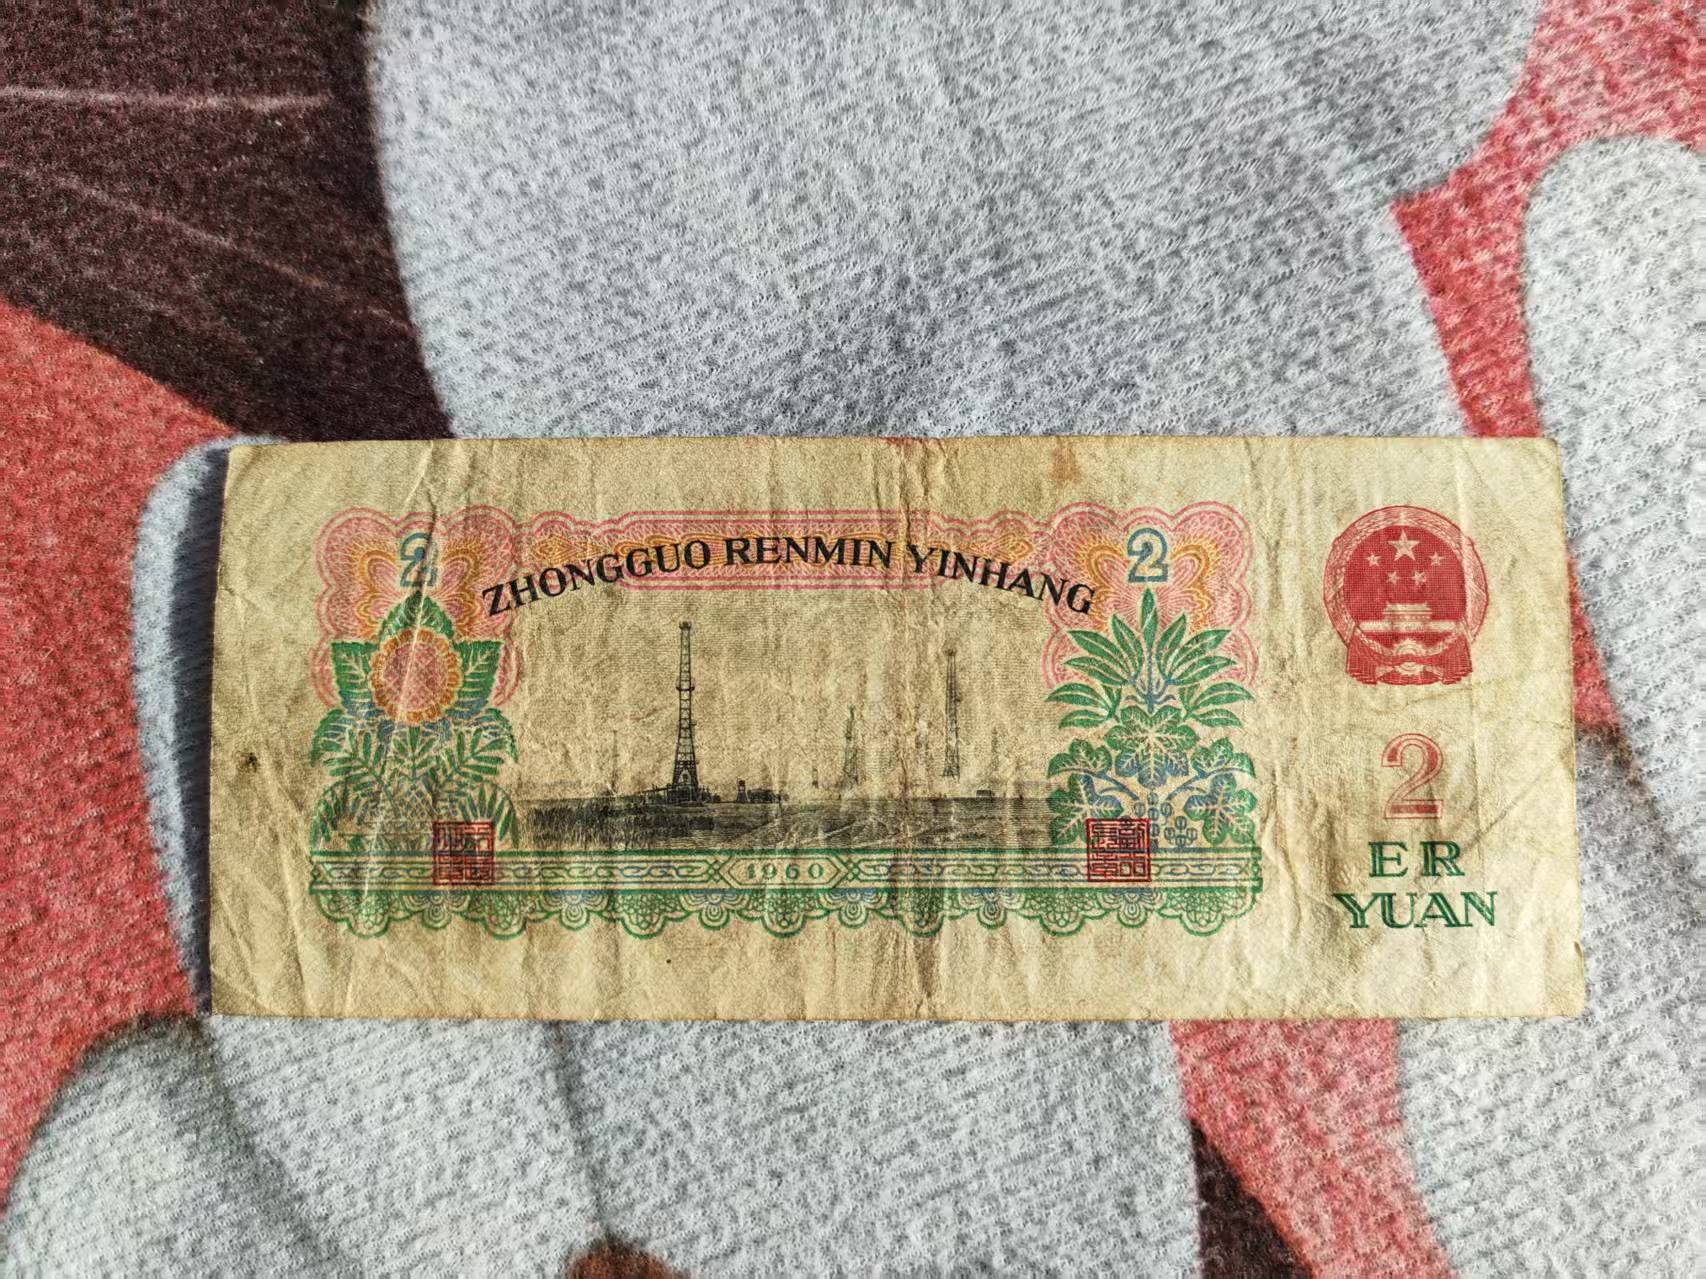 2
2
ZHONGGUO RENMIN YINHANG
2
ER
YUAN
1960